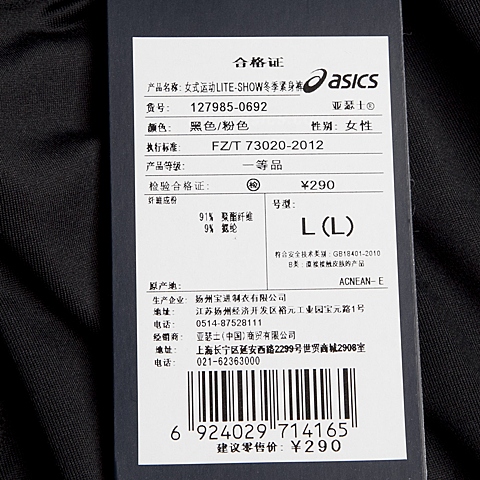 合格证
产品名称: 女式运动LITE-SHOW冬季紧身裤 asics
货号: 127985-0692 亚瑟士®
颜色: 黑色/粉色 性别: 女性
执行标准: FZ/T 73020-2012
产品等级: 一等品
检验合格证: 检 ¥290
纤维成份 号型:
91% 聚酯纤维
9% 氨纶
L(L)
符合安全技术类别: GB18401-2010
B类: 直接接触皮肤的产品
原产地: ACNEAN-E
生产企业: 扬州宝进制衣有限公司
地址: 江苏扬州经济开发区裕元工业园宝元路1号
电话: 0514-87528111
经销商: 亚瑟士(中国)商贸有限公司
地址: 上海长宁区延安西路2299号世贸商城2908室
电话: 021-62363000
6 924029 714165
建议零售价: ¥290